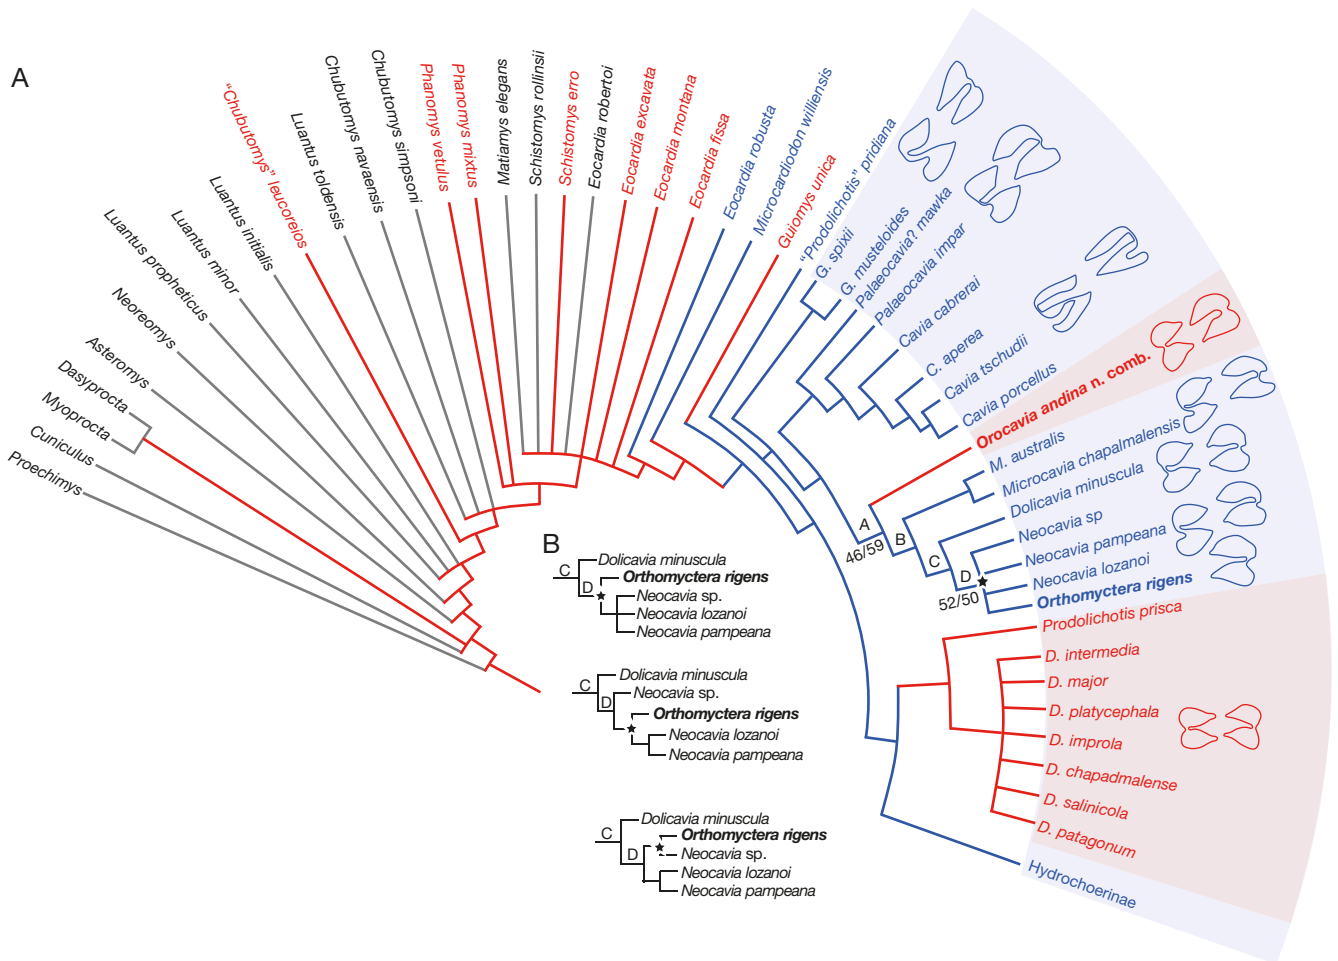 A
Proechimys
Cuniculus
Myoprocta
Dasyprocta
Asteromys
Neoreomys
Luantus propheticus
Luantus minor
Luantus initialis
"Chubutomys" leucoreios
Luantus toldensis
Chubutomys navaensis
Chubutomys simpsoni
Phanomys vetulus
Phanomys mixtus
Matiamys elegans
Schistomys rollinsii
Schistomys erro
Eocardia robertoi
Eocardia excavata
Eocardia montana
Eocardia fissa
Eocardia robusta
Microcardiodon williensis
Guiomys unica
"Prodolichotis" pridiana
G. spixii
G. musteloides
Palaeocavia? mawka
Palaeocavia impar
Cavia cabrerai
C. aperea
Cavia tschudii
Cavia porcellus
Orocavia andina n. comb.
M. australis
Microcavia chapalmalensis
Dolicavia minuscula
Neocavia sp
Neocavia pampeana
Neocavia lozanoi
Orthomyctera rigens
Prodolichotis prisca
D. intermedia
D. major
D. platycephala
D. improla
D. chapadmalense
D. salinicola
D. patagonum
Hydrochoerinae
A
46/59
B
C
D
52/50
B
C
D
Dolicavia minuscula
Orthomyctera rigens
Neocavia sp.
Neocavia lozanoi
Neocavia pampeana
C
D
Dolicavia minuscula
Neocavia sp.
Orthomyctera rigens
Neocavia lozanoi
Neocavia pampeana
C
D
Dolicavia minuscula
Orthomyctera rigens
Neocavia sp.
Neocavia lozanoi
Neocavia pampeana